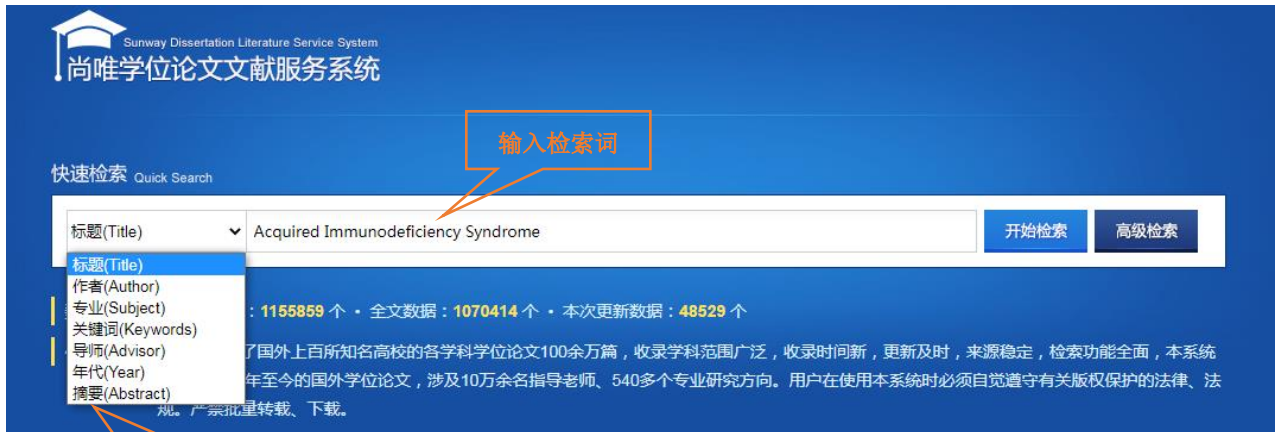 Sunway Dissertation Literature Service System
尚唯学位论文文献服务系统
输入检索词
快速检索 Quick Search
标题(Title) Acquired Immunodeficiency Syndrome 开始检索 高级检索
标题(Title)
作者(Author)
专业(Subject)
关键词(Keywords)
导师(Advisor)
年代(Year)
摘要(Abstract)
：1155859 个 · 全文数据：1070414 个 · 本次更新数据：48529 个
了国外上百所知名高校的各学科学位论文100余万篇，收录学科范围广泛，收录时间新，更新及时，来源稳定，检索功能全面，本系统
年至今的国外学位论文，涉及10万余名指导老师、540多个专业研究方向。用户在使用本系统时必须自觉遵守有关版权保护的法律、法
规。严禁批量转载、下载。